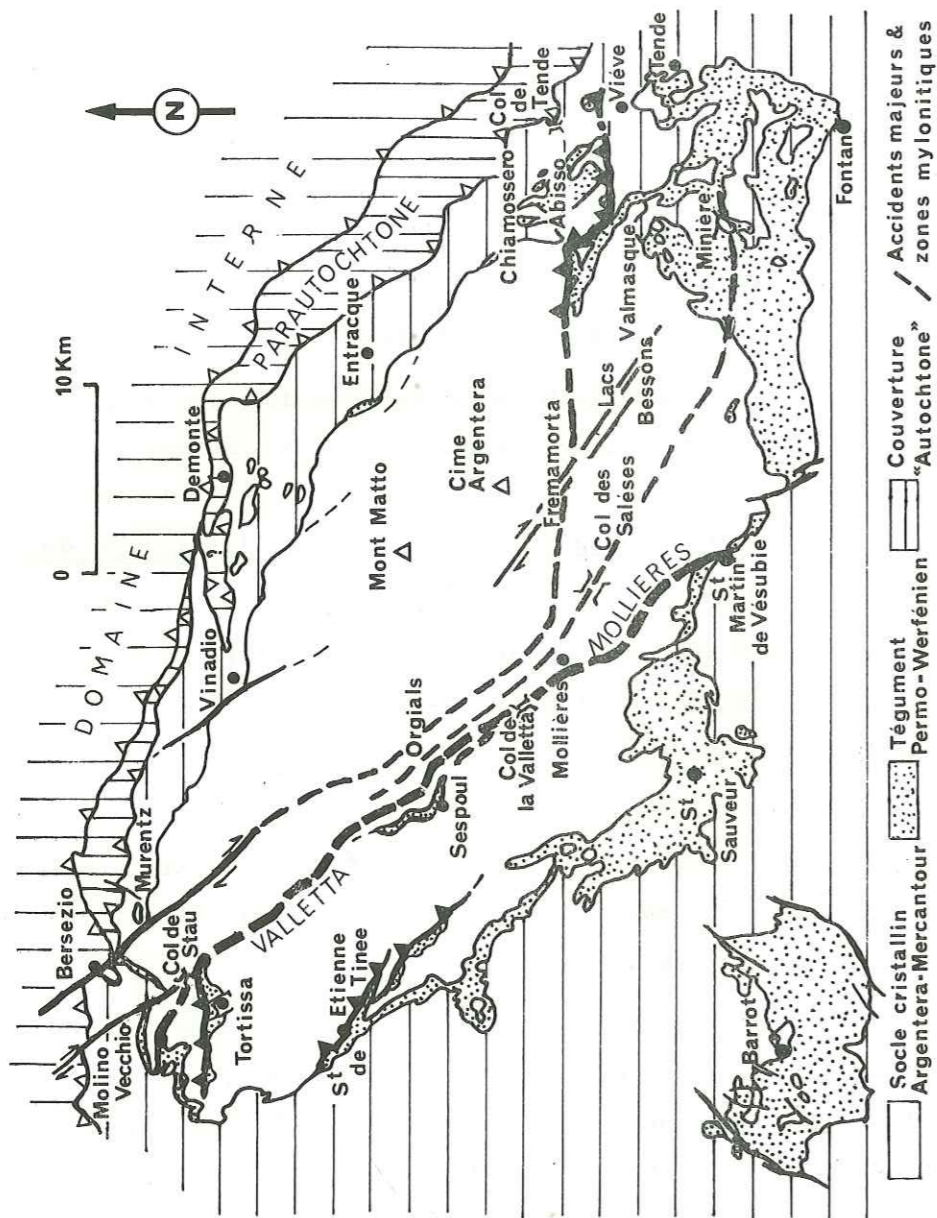 DOMAINE INTERNE
PARAUTOCHTONE
0 10 Km
N
Bersezio
Molino
Vecchio
Murentz
Col de
Stau
Tortissa
Vinadio
?
Demonte
Entracque
Mont Matto
Cime
Argentera
Chiamossero
Col
de
Tende
Abisso
Viéve
Tende
Orgials
VALLETTA
Sespoul
Col de
la Valletta
Mollières
MOLLIERES
Fremamorta
Lacs
Bessons
Col des
Salèses
Valmasque
Minière
Fontan
St Etienne
de Tinee
St
Martin
de Vésubie
St
Sauveur
Barrot
Socle cristallin
Argentera-Mercantour
Tégument
Permo-Werfénien
Couverture
"Autochtone"
Accidents majeurs &
zones mylonitiques